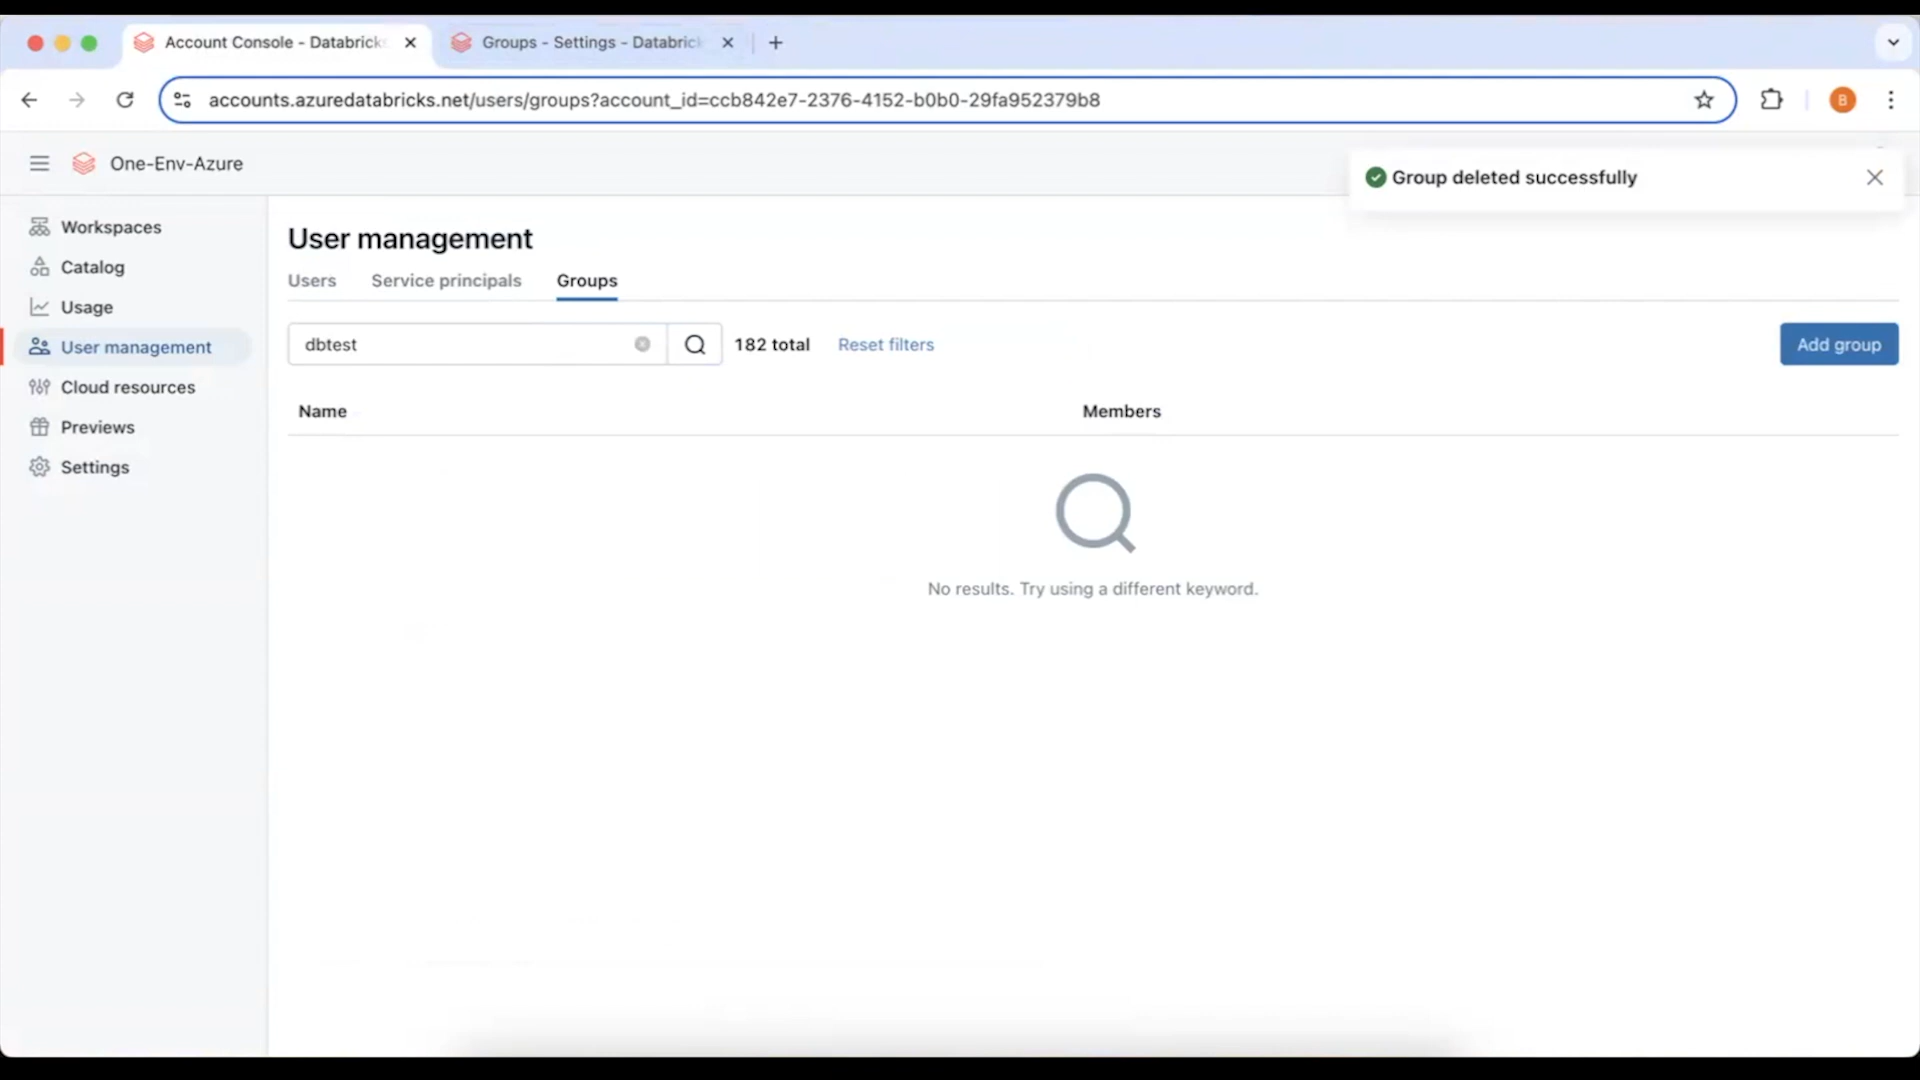 Account Console - Databricks
Groups - Settings - Databrick
accounts.azuredatabricks.net/users/groups?account_id=ccb842e7-2376-4152-b0b0-29fa952379b8
B
One-Env-Azure
Group deleted successfully
Workspaces
Catalog
Usage
User management
Cloud resources
Previews
Settings
User management
Users
Service principals
Groups
dbtest
182 total
Reset filters
Add group
Name
Members
No results. Try using a different keyword.